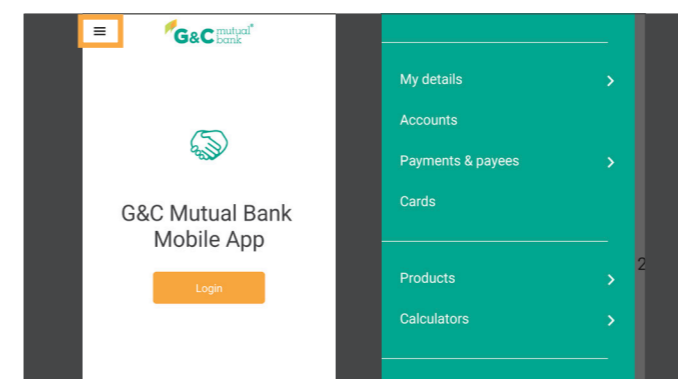 G&C mutual bank
G&C Mutual Bank
Mobile App
Login
My details
Accounts
Payments & payees
Cards
Products
Calculators
2